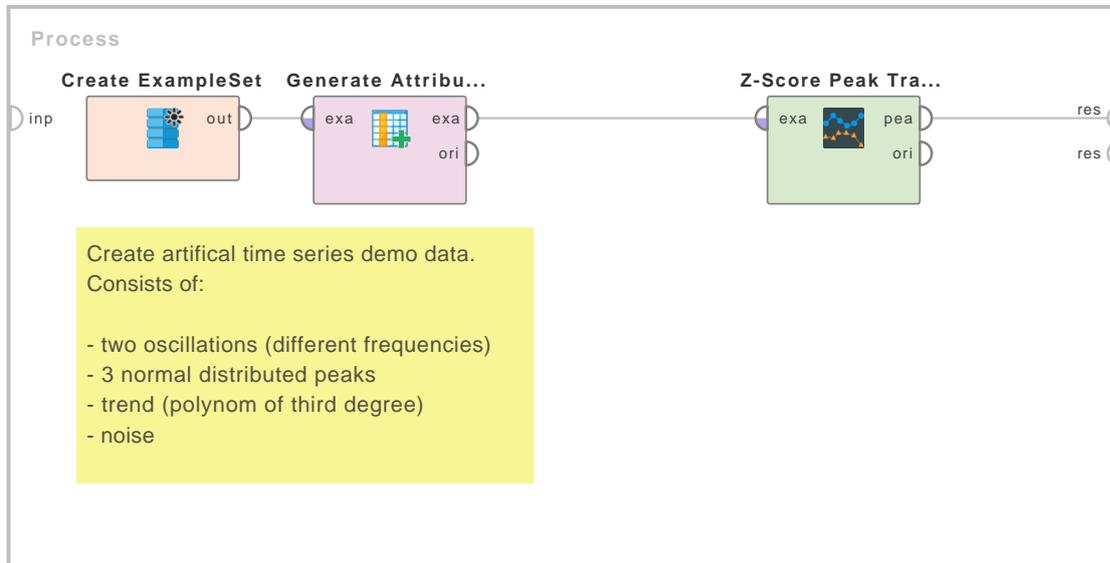 Process
Create ExampleSet
Generate Attribu...
Z-Score Peak Tra...
inp
out
exa
exa
ori
exa
pea
ori
res
res
Create artifical time series demo data.
Consists of:
- two oscillations (different frequencies)
- 3 normal distributed peaks
- trend (polynom of third degree)
- noise